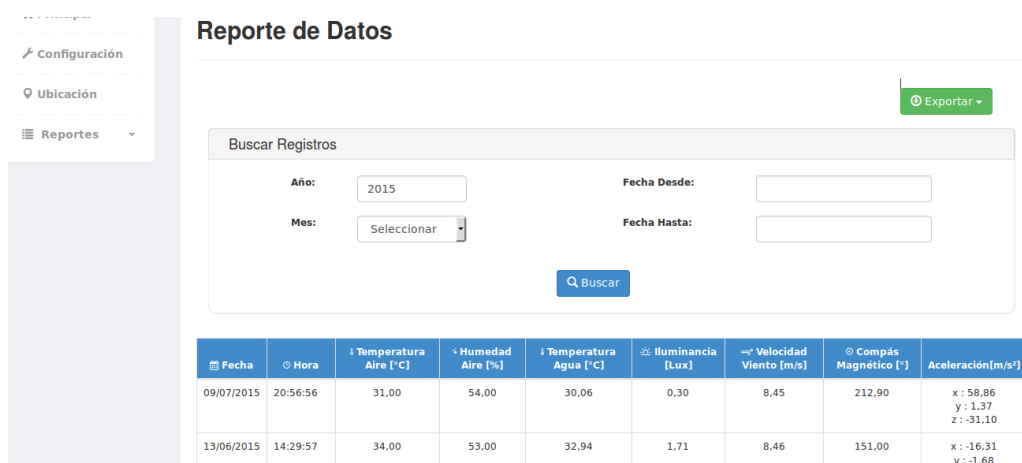 Principal
Configuración
Ubicación
Reportes
Reporte de Datos
Exportar
Buscar Registros
Año:
2015
Fecha Desde:
Mes:
Seleccionar
Fecha Hasta:
Buscar
Fecha
Hora
Temperatura
Aire [°C]
Humedad
Aire [%]
Temperatura
Agua [°C]
Iluminancia
[Lux]
Velocidad
Viento [m/s]
Compás
Magnético [°]
Aceleración[m/s²]
09/07/2015 20:56:56 31,00 54,00 30,06 0,30 8,45 212,90 x : 58,86
y : 1,37
z : -31,10
13/06/2015 14:29:57 34,00 53,00 32,94 1,71 8,46 151,00 x : -16,31
y : -1,68